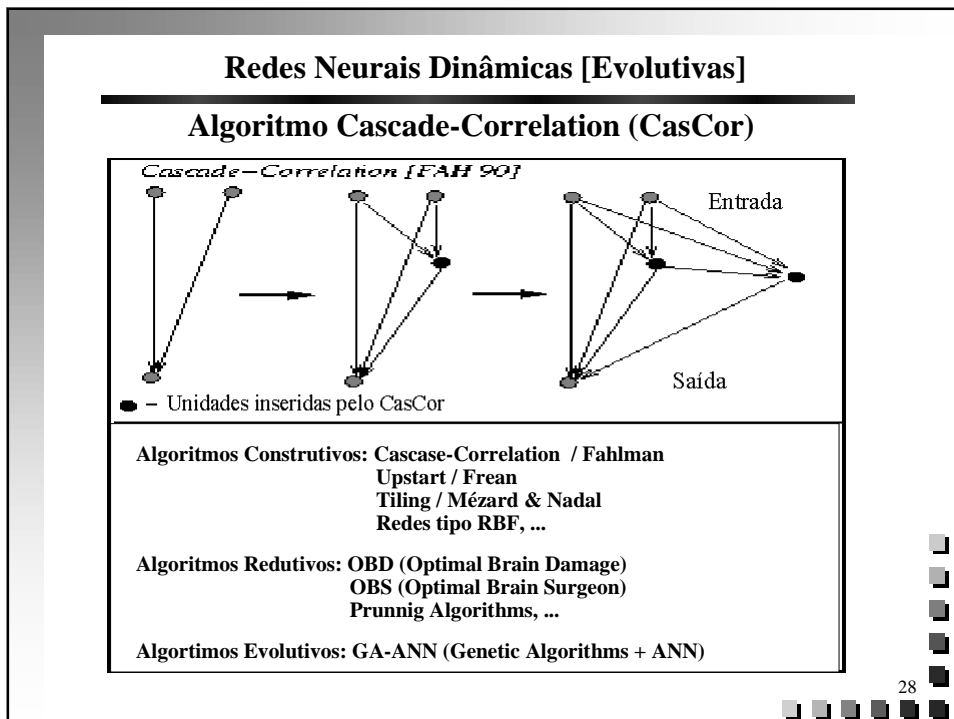 Redes Neurais Dinâmicas [Evolutivas]
Algoritmo Cascade-Correlation (CasCor)
Cascade-Correlation [FAH 90]
Entrada
Saída
– Unidades inseridas pelo CasCor
Algoritmos Construtivos: Cascase-Correlation / Fahlman
Upstart / Frean
Tiling / Mézard & Nadal
Redes tipo RBF, ...
Algoritmos Redutivos: OBD (Optimal Brain Damage)
OBS (Optimal Brain Surgeon)
Prunnig Algorithms, ...
Algortimos Evolutivos: GA-ANN (Genetic Algorithms + ANN)
28